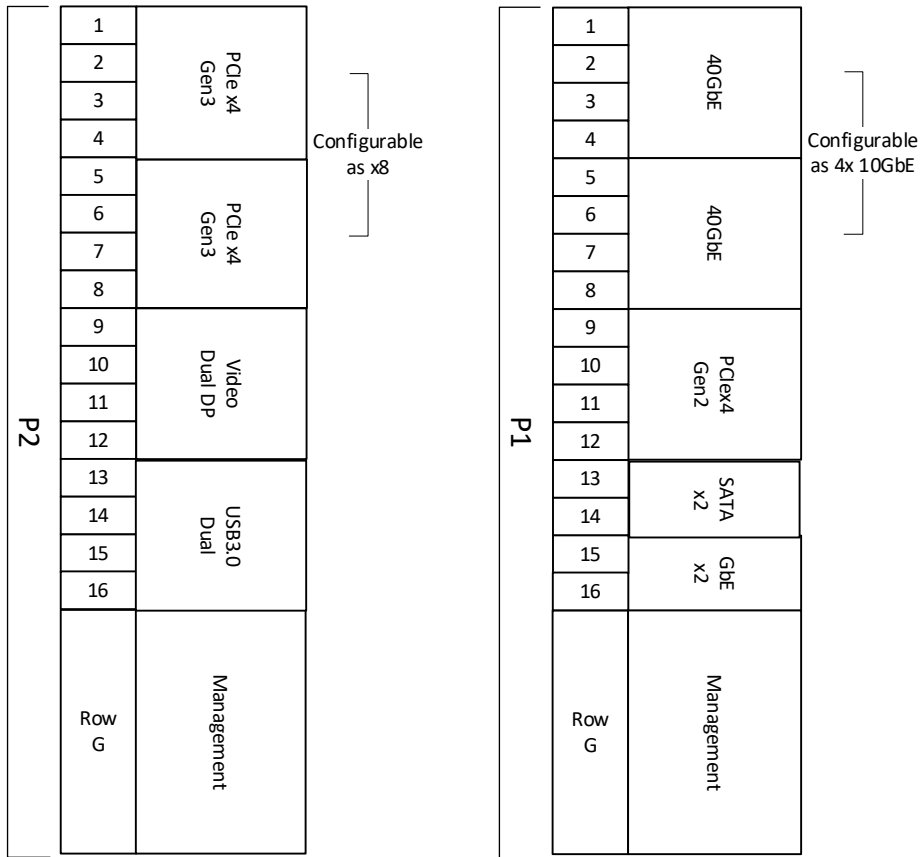 P2
1
2
3
4
5
6
7
8
9
10
11
12
13
14
15
16
Row
G
PCIe x4
Gen3
PCIe x4
Gen3
Video
Dual DP
USB3.0
Dual
Management
Configurable
as x8
P1
1
2
3
4
5
6
7
8
9
10
11
12
13
14
15
16
Row
G
40GbE
40GbE
PCIex4
Gen2
SATA
x2
GbE
x2
Management
Configurable
as 4x 10GbE